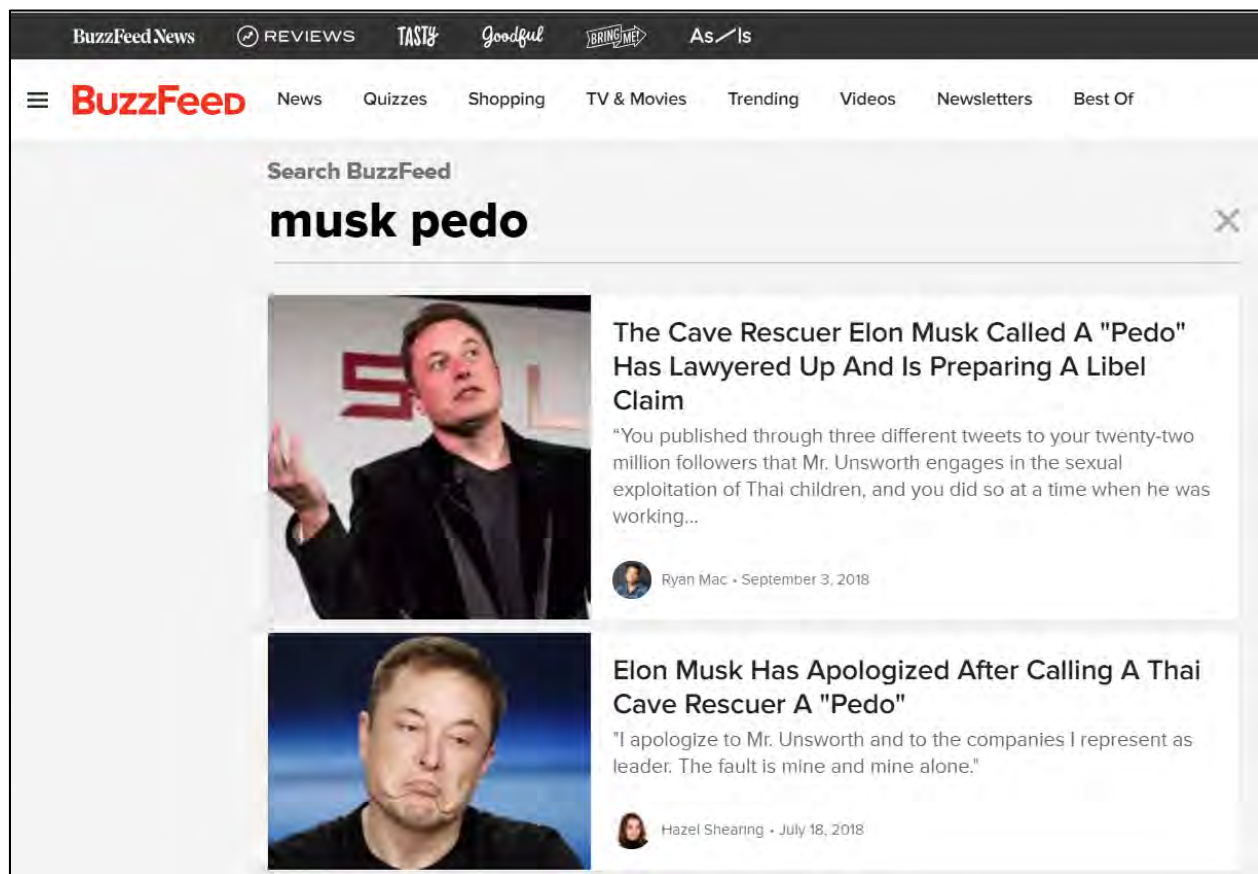 BuzzFeed News REVIEWS TASTY Goodful BRING ME! As/Is
BuzzFeed News Quizzes Shopping TV & Movies Trending Videos Newsletters Best Of
Search BuzzFeed
musk pedo
S L
The Cave Rescuer Elon Musk Called A "Pedo"
Has Lawyered Up And Is Preparing A Libel
Claim
“You published through three different tweets to your twenty-two
million followers that Mr. Unsworth engages in the sexual
exploitation of Thai children, and you did so at a time when he was
working...
Ryan Mac • September 3, 2018
Elon Musk Has Apologized After Calling A Thai
Cave Rescuer A "Pedo"
"I apologize to Mr. Unsworth and to the companies I represent as
leader. The fault is mine and mine alone."
Hazel Shearing • July 18, 2018